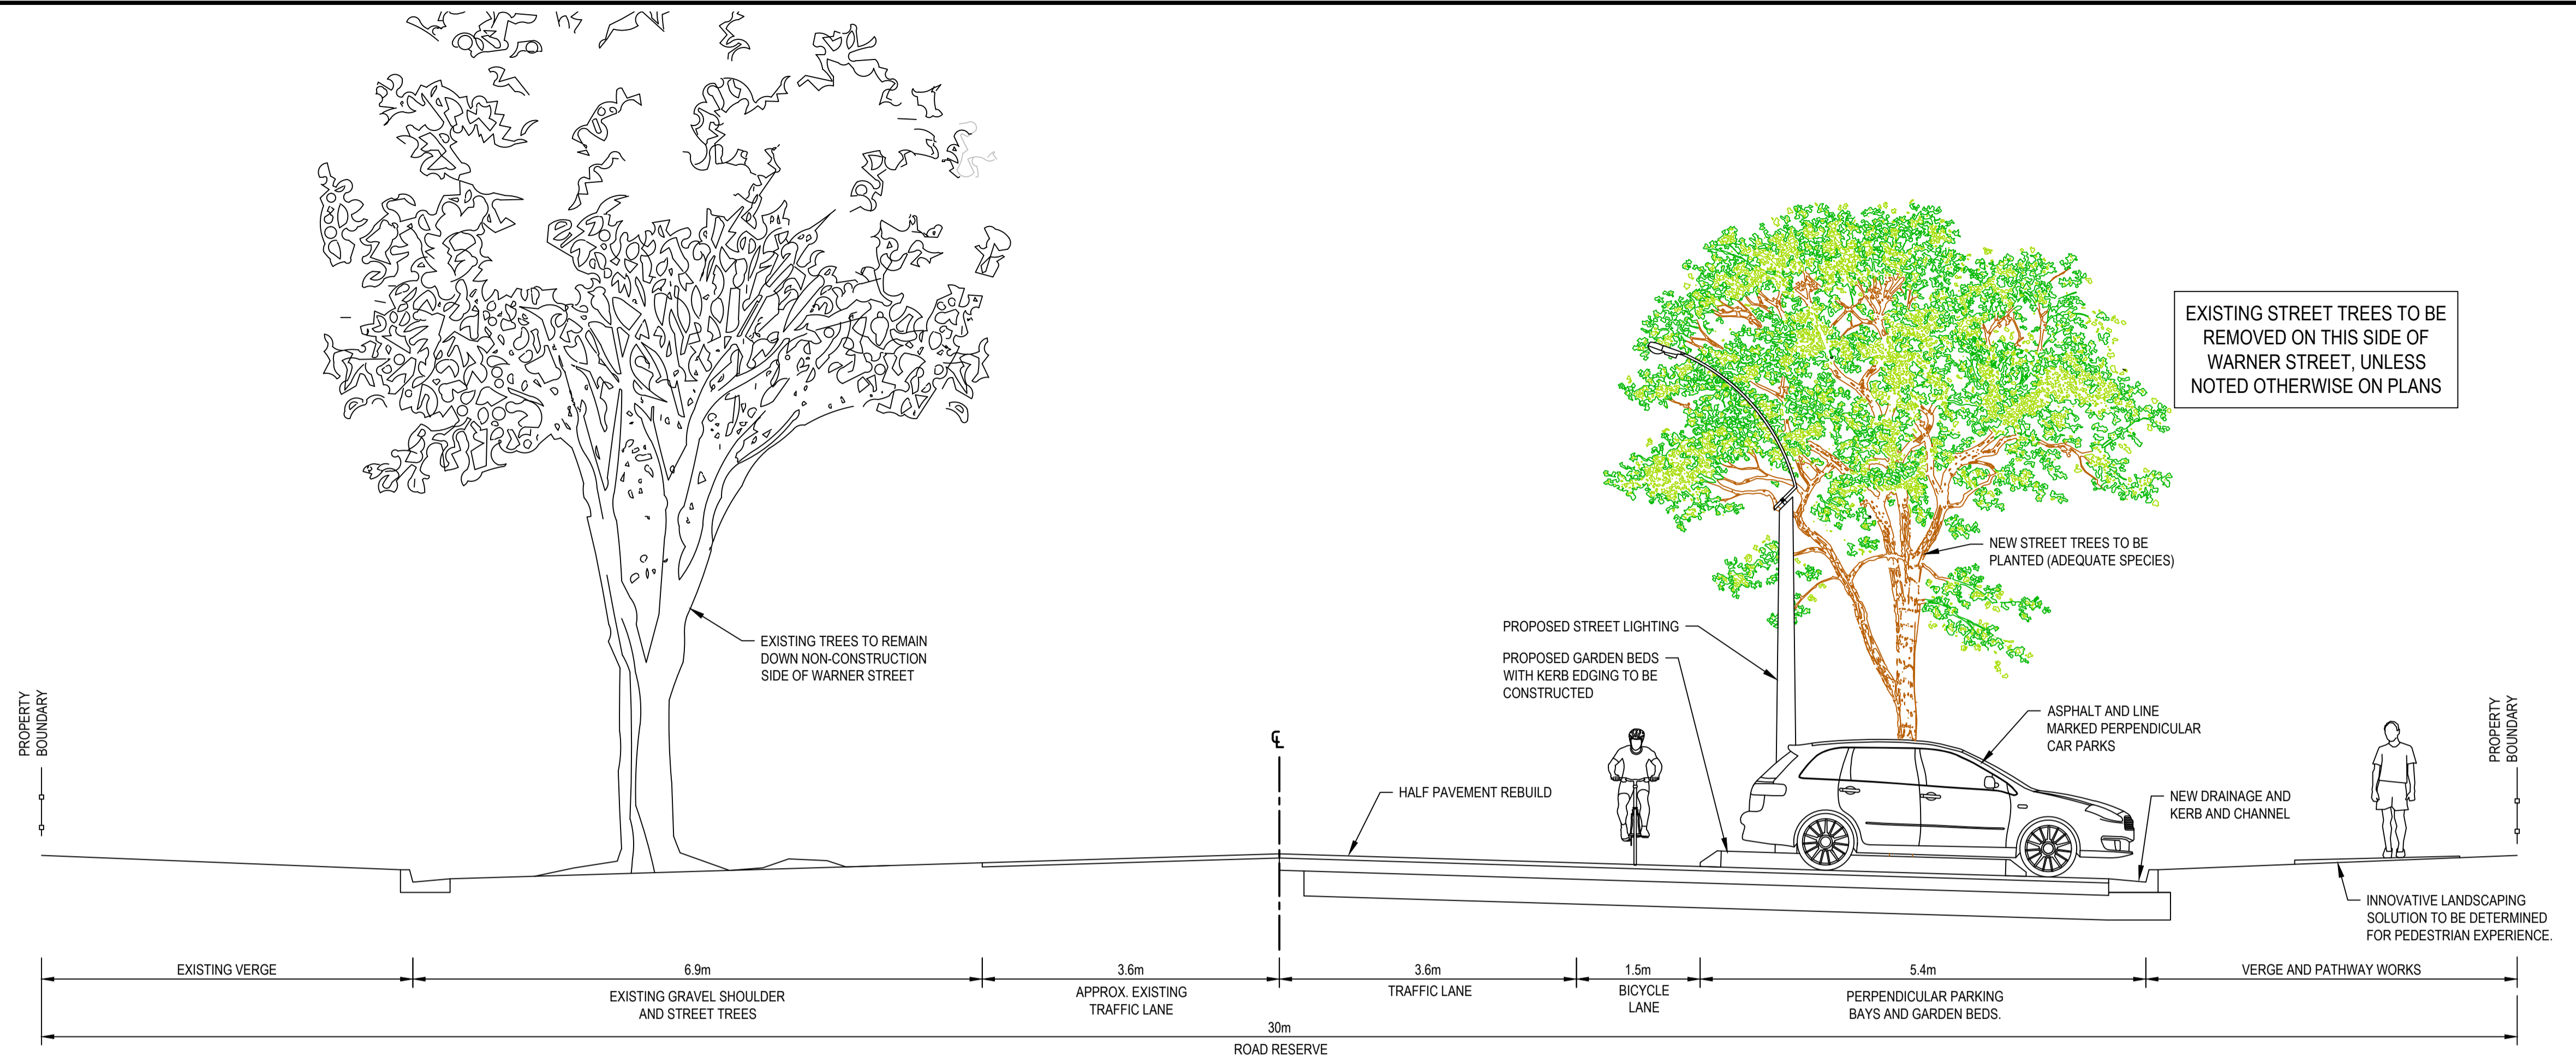 EXISTING STREET TREES TO BE
REMOVED ON THIS SIDE OF
WARNER STREET, UNLESS
NOTED OTHERWISE ON PLANS
NEW STREET TREES TO BE
PLANTED (ADEQUATE SPECIES)
EXISTING TREES TO REMAIN
DOWN NON-CONSTRUCTION
SIDE OF WARNER STREET
PROPOSED STREET LIGHTING
PROPOSED GARDEN BEDS
WITH KERB EDGING TO BE
CONSTRUCTED
PROPERTY
BOUNDARY
ASPHALT AND LINE
MARKED PERPENDICULAR
CAR PARKS
PROPERTY
BOUNDARY
℄
HALF PAVEMENT REBUILD
NEW DRAINAGE AND
KERB AND CHANNEL
INNOVATIVE LANDSCAPING
SOLUTION TO BE DETERMINED
FOR PEDESTRIAN EXPERIENCE.
EXISTING VERGE
6.9m
EXISTING GRAVEL SHOULDER
AND STREET TREES
3.6m
APPROX. EXISTING
TRAFFIC LANE
3.6m
TRAFFIC LANE
1.5m
BICYCLE
LANE
5.4m
PERPENDICULAR PARKING
BAYS AND GARDEN BEDS.
VERGE AND PATHWAY WORKS
30m
ROAD RESERVE